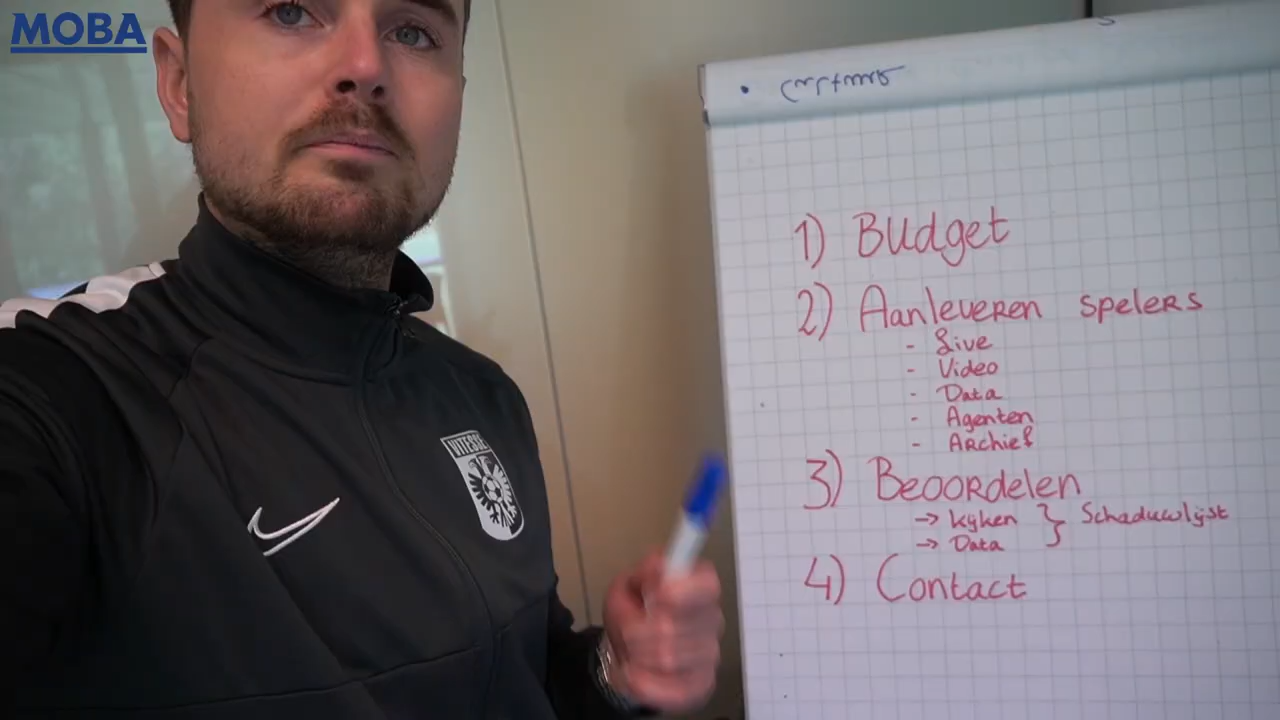 MOBA
VITESSE
1) Budget
2) Aanleveren spelers
- Live
- Video
- Data
- Agenten
- Archief
3) Beoordelen
→ Kijken } Schaduwlijst
→ Data
4) Contact